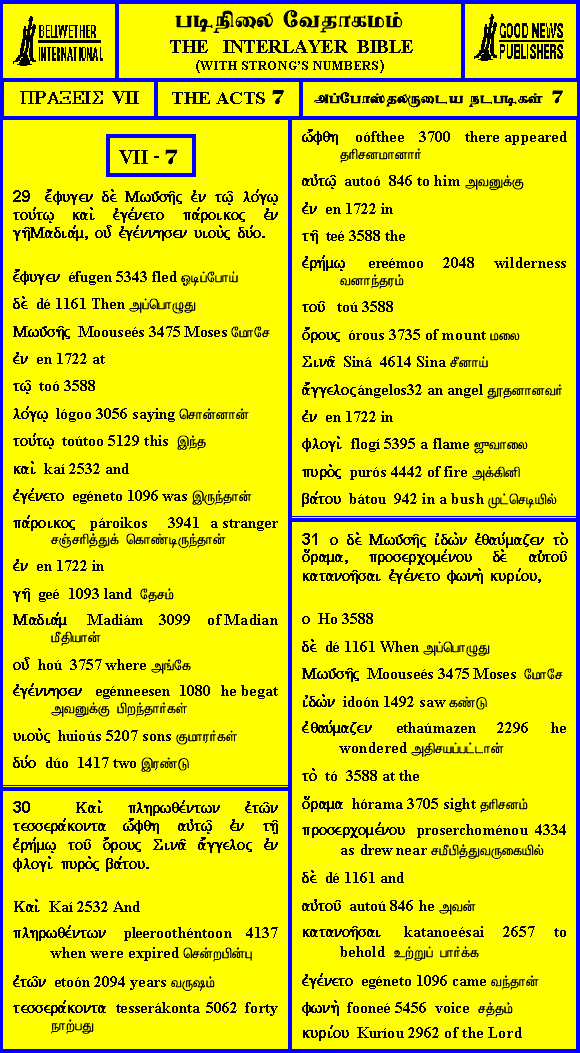 BELLWETHER
INTERNATIONAL
படிநிலை வேதாகமம்
THE INTERLAYER BIBLE
(WITH STRONG'S NUMBERS)
GOOD NEWS
PUBLISHERS
ΠΡΑΞΕΙΣ VII
THE ACTS 7
அப்போஸ்தலருடைய நடபடிகள் 7
VII - 7
29 ἔφυγεν δὲ Μωϋσῆς ἐν τῷ λόγῳ
τούτῳ καὶ ἐγένετο πάροικος ἐν
γῇΜαδιάμ, οὗ ἐγέννησεν υἱοὺς δύο.
ἔφυγεν éfugen 5343 fled ஓடிப்போய்
δὲ dé 1161 Then அப்பொழுது
Μωϋσῆς Moouseés 3475 Moses மோசே
ἐν en 1722 at
τῷ toó 3588
λόγῳ lógoo 3056 saying சொன்னான்
τούτῳ toútoo 5129 this இந்த
καὶ kaí 2532 and
ἐγένετο egéneto 1096 was இருந்தான்
πάροικος pároikos 3941 a stranger
சஞ்சரித்துக் கொண்டிருந்தான்
ἐν en 1722 in
γῇ geé 1093 land தேசம்
Μαδιάμ Madiám 3099 of Madian
மீதியான்
οὗ hoú 3757 where அங்கே
ἐγέννησεν egénneesen 1080 he begat
அவனுக்கு பிறந்தார்கள்
υἱοὺς huioús 5207 sons குமாரர்கள்
δύο dúo 1417 two இரண்டு
30 Καὶ πληρωθέντων ἐτῶν
τεσσεράκοντα ὤφθη αὐτῷ ἐν τῇ
ἐρήμῳ τοῦ ὄρους Σινᾶ ἄγγελος ἐν
φλογὶ πυρὸς βάτου.
Καὶ Kaí 2532 And
πληρωθέντων pleeroothéntoon 4137
when were expired சென்றபின்பு
ἐτῶν etoón 2094 years வருஷம்
τεσσεράκοντα tesserákonta 5062 forty
நாற்பது
ὤφθη oófthee 3700 there appeared
தரிசனமானார்
αὐτῷ autoó 846 to him அவனுக்கு
ἐν en 1722 in
τῇ teé 3588 the
ἐρήμῳ ereémoo 2048 wilderness
வனாந்தரம்
τοῦ toú 3588
ὄρους órous 3735 of mount மலை
Σινᾶ Siná 4614 Sina சீனாய்
ἄγγελος ángelos32 an angel தூதனானவர்
ἐν en 1722 in
φλογὶ flogí 5395 a flame ஜுவாலை
πυρὸς purós 4442 of fire அக்கினி
βάτου bátou 942 in a bush முட்செடியில்
31 ο δὲ Μωϋσῆς ἰδὼν ἐθαύμαζεν τὸ
ὅραμα, προσερχομένου δὲ αὐτοῦ
κατανοῆσαι ἐγένετο φωνὴ κυρίου,
ο Ho 3588
δὲ dé 1161 When அப்பொழுது
Μωϋσῆς Moouseés 3475 Moses மோசே
ἰδὼν idoón 1492 saw கண்டு
ἐθαύμαζεν ethaúmazen 2296 he
wondered அதிசயப்பட்டான்
τὸ tó 3588 at the
ὅραμα hórama 3705 sight தரிசனம்
προσερχομένου proserchoménou 4334
as drew near சமீபித்துவருகையில்
δὲ dé 1161 and
αὐτοῦ autoú 846 he அவன்
κατανοῆσαι katanoeésai 2657 to
behold உற்றுப் பார்க்க
ἐγένετο egéneto 1096 came வந்தான்
φωνὴ fooneé 5456 voice சத்தம்
κυρίου Kuríou 2962 of the Lord